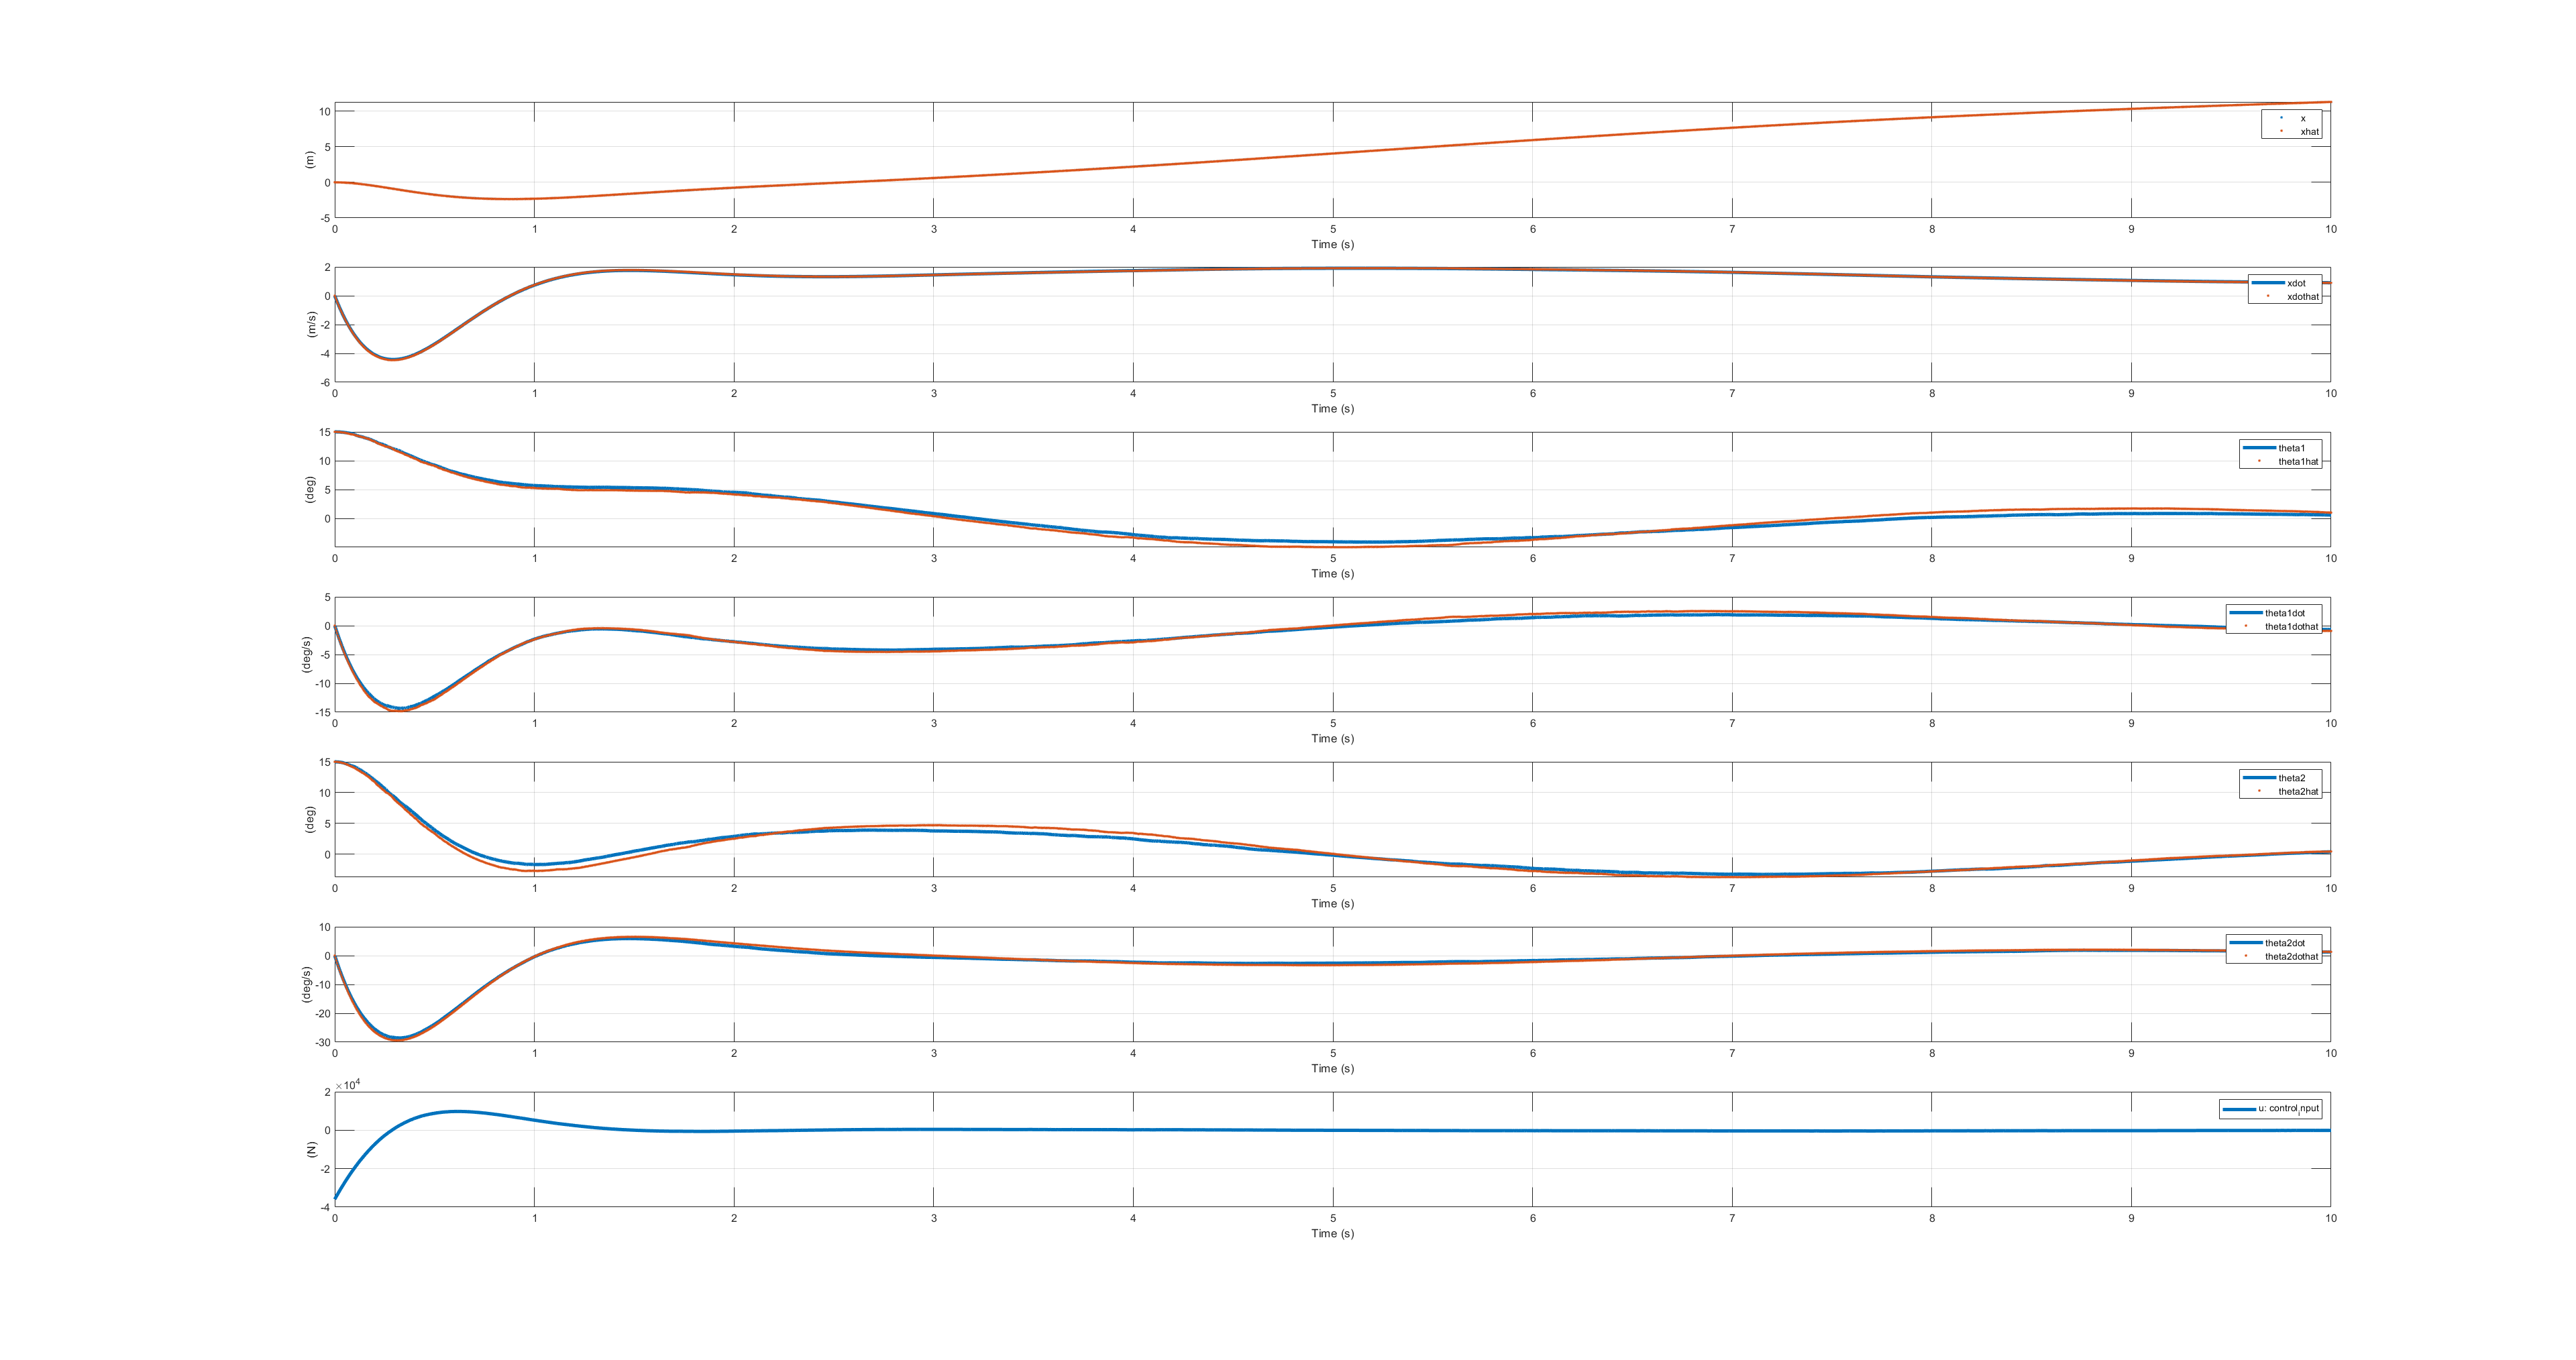 10
5
0
-5
(m)
x
xhat
0 1 2 3 4 5 6 7 8 9 10
Time (s)
2
0
-2
-4
-6
(m/s)
xdot
xdothat
0 1 2 3 4 5 6 7 8 9 10
Time (s)
15
10
5
0
(deg)
theta1
theta1hat
0 1 2 3 4 5 6 7 8 9 10
Time (s)
5
0
-5
-10
-15
(deg/s)
theta1dot
theta1dothat
0 1 2 3 4 5 6 7 8 9 10
Time (s)
15
10
5
0
(deg)
theta2
theta2hat
0 1 2 3 4 5 6 7 8 9 10
Time (s)
10
0
-10
-20
-30
(deg/s)
theta2dot
theta2dothat
0 1 2 3 4 5 6 7 8 9 10
Time (s)
×10⁴
2
0
-2
-4
(N)
u: controlᵢnput
0 1 2 3 4 5 6 7 8 9 10
Time (s)